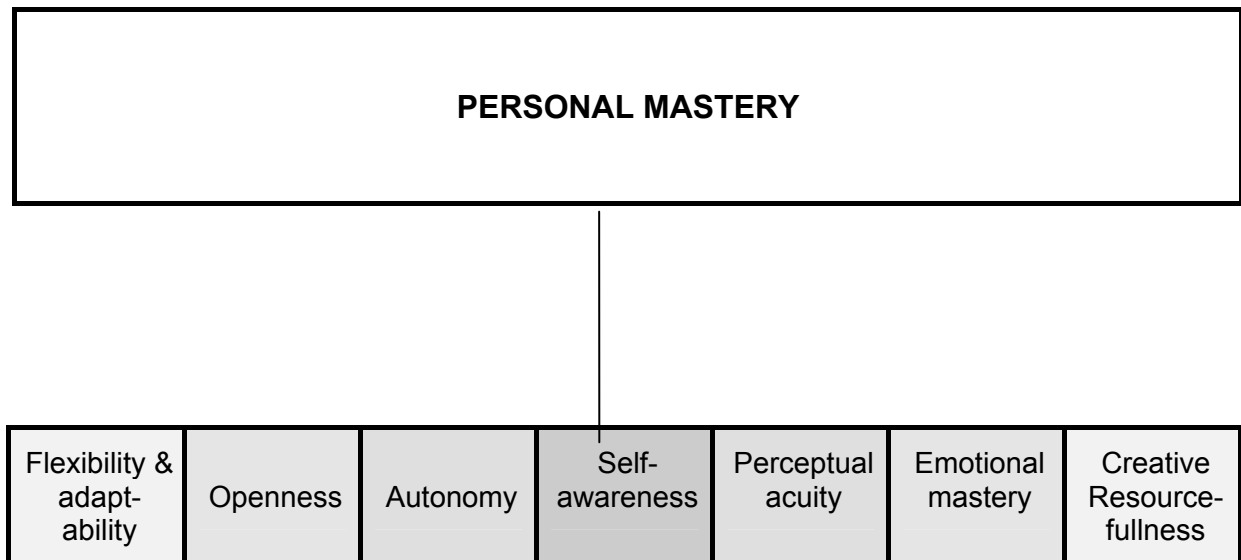 PERSONAL MASTERY
Flexibility &
adapt-
ability
Openness
Autonomy
Self-
awareness
Perceptual
acuity
Emotional
mastery
Creative
Resource-
fullness